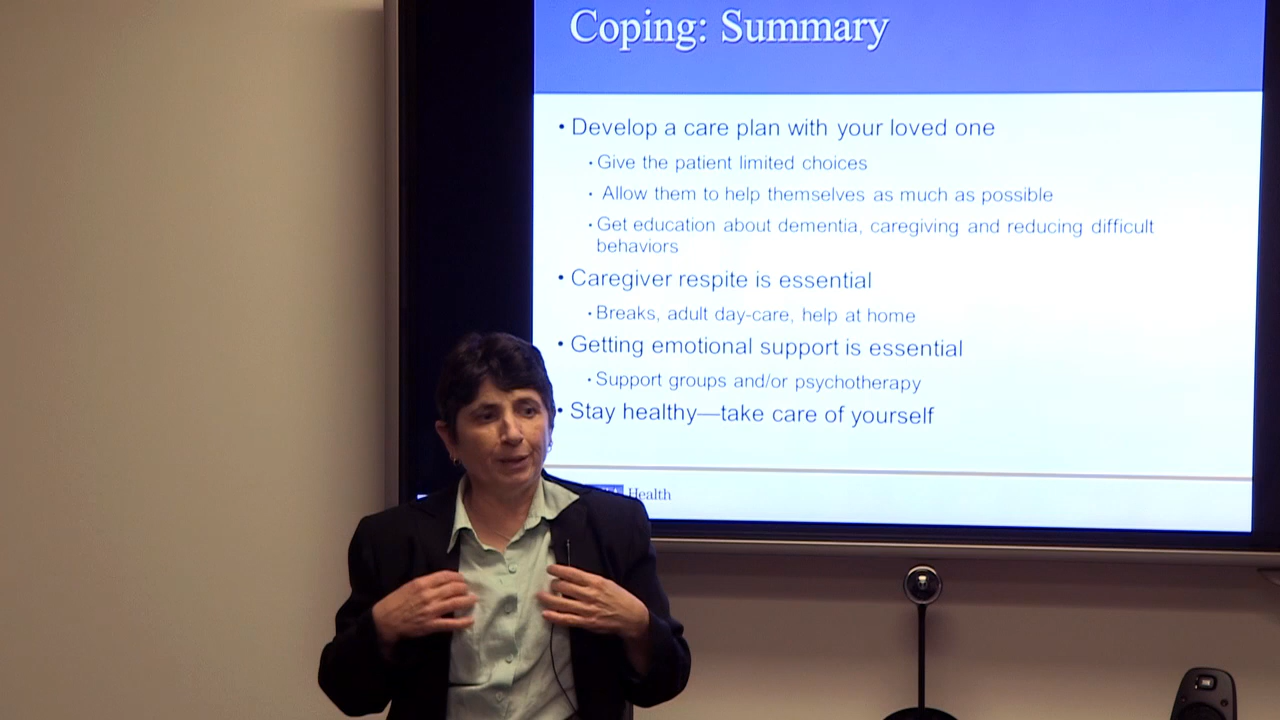 Coping: Summary
• Develop a care plan with your loved one
• Give the patient limited choices
• Allow them to help themselves as much as possible
• Get education about dementia, caregiving and reducing difficult
behaviors
• Caregiver respite is essential
• Breaks, adult day-care, help at home
• Getting emotional support is essential
• Support groups and/or psychotherapy
• Stay healthy—take care of yourself
Health